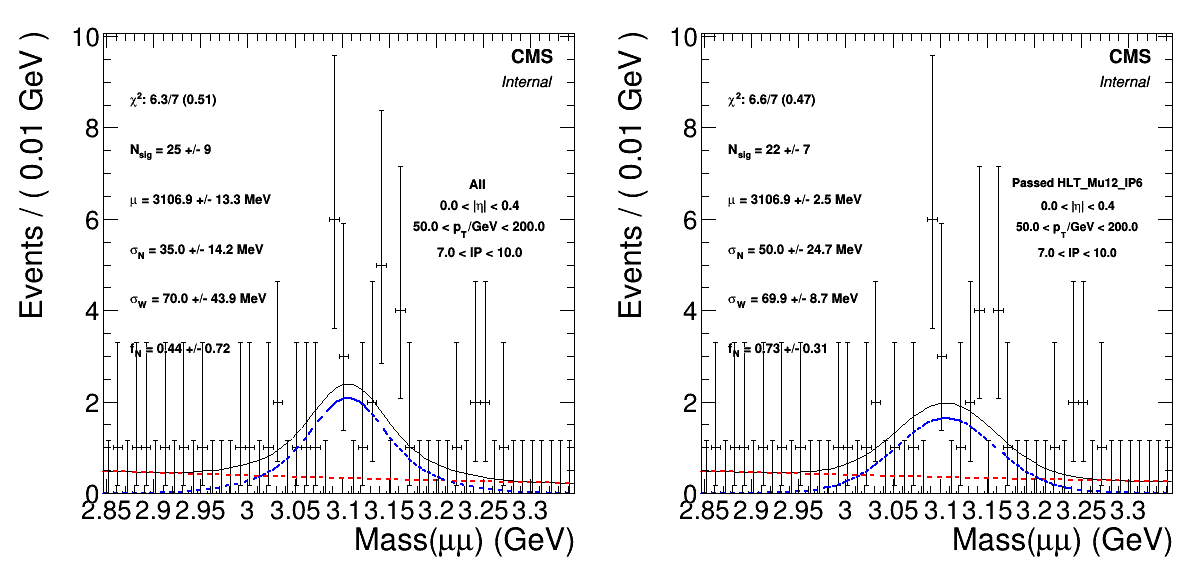 CMS
Internal
χ²: 6.3/7 (0.51)
N_sig = 25 +/- 9
μ = 3106.9 +/- 13.3 MeV
σ_N = 35.0 +/- 14.2 MeV
σ_W = 70.0 +/- 43.9 MeV
f_N = 0.44 +/- 0.72
All
0.0 < |η| < 0.4
50.0 < p_T/GeV < 200.0
7.0 < IP < 10.0
Events / ( 0.01 GeV )
10
8
6
4
2
0
2.85 2.9 2.95 3 3.05 3.1 3.15 3.2 3.25 3.3
Mass(μμ) (GeV)
CMS
Internal
χ²: 6.6/7 (0.47)
N_sig = 22 +/- 7
μ = 3106.9 +/- 2.5 MeV
σ_N = 50.0 +/- 24.7 MeV
σ_W = 69.9 +/- 8.7 MeV
f_N = 0.73 +/- 0.31
Passed HLT_Mu12_IP6
0.0 < |η| < 0.4
50.0 < p_T/GeV < 200.0
7.0 < IP < 10.0
Events / ( 0.01 GeV )
10
8
6
4
2
0
2.85 2.9 2.95 3 3.05 3.1 3.15 3.2 3.25 3.3
Mass(μμ) (GeV)